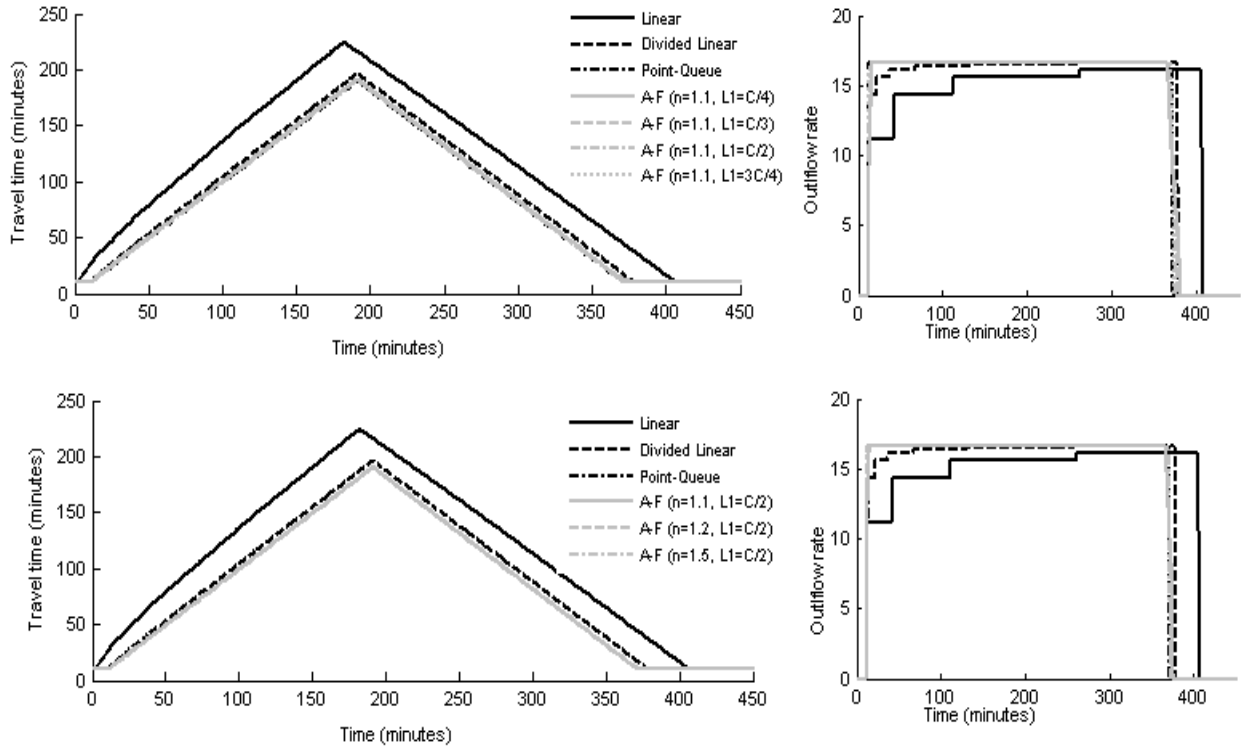 250
200
150
100
50
0
Travel time (minutes)
0 50 100 150 200 250 300 350 400 450
Time (minutes)
Linear
Divided Linear
Point-Queue
A-F (n=1.1, L1=C/4)
A-F (n=1.1, L1=C/3)
A-F (n=1.1, L1=C/2)
A-F (n=1.1, L1=3C/4)
20
15
10
5
0
Outlflow rate
0 100 200 300 400
Time (minutes)
250
200
150
100
50
0
Travel time (minutes)
0 50 100 150 200 250 300 350 400 450
Time (minutes)
Linear
Divided Linear
Point-Queue
A-F (n=1.1, L1=C/2)
A-F (n=1.2, L1=C/2)
A-F (n=1.5, L1=C/2)
20
15
10
5
0
Outlflow rate
0 100 200 300 400
Time (minutes)